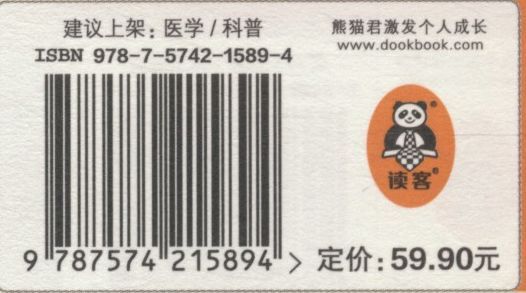 建议上架：医学/科普
ISBN 978-7-5742-1589-4
9 787574 215894 >
熊猫君激发个人成长
www.dookbook.com
读客®
定价：59.90元